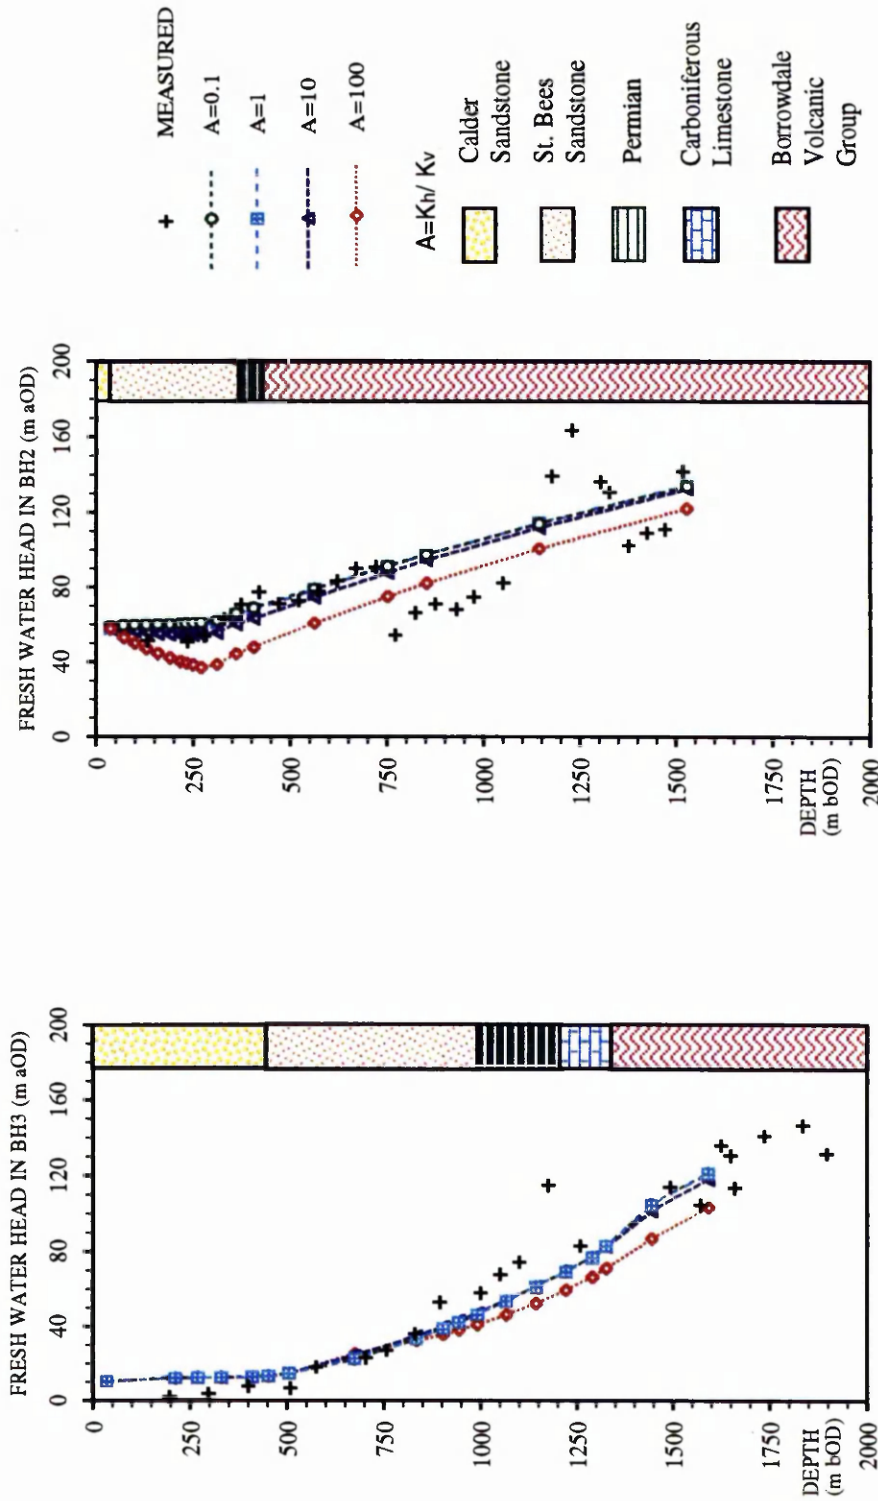 FRESH WATER HEAD IN BH3 (m aOD)
0 40 80 120 160 200
0
250
500
750
1000
1250
1500
1750
2000
DEPTH
(m bOD)
FRESH WATER HEAD IN BH2 (m aOD)
0 40 80 120 160 200
0
250
500
750
1000
1250
1500
1750
2000
DEPTH
(m bOD)
MEASURED
A=0.1
A=1
A=10
A=100
A=Kh/ Kv
Calder
Sandstone
St. Bees
Sandstone
Permian
Carboniferous
Limestone
Borrowdale
Volcanic
Group